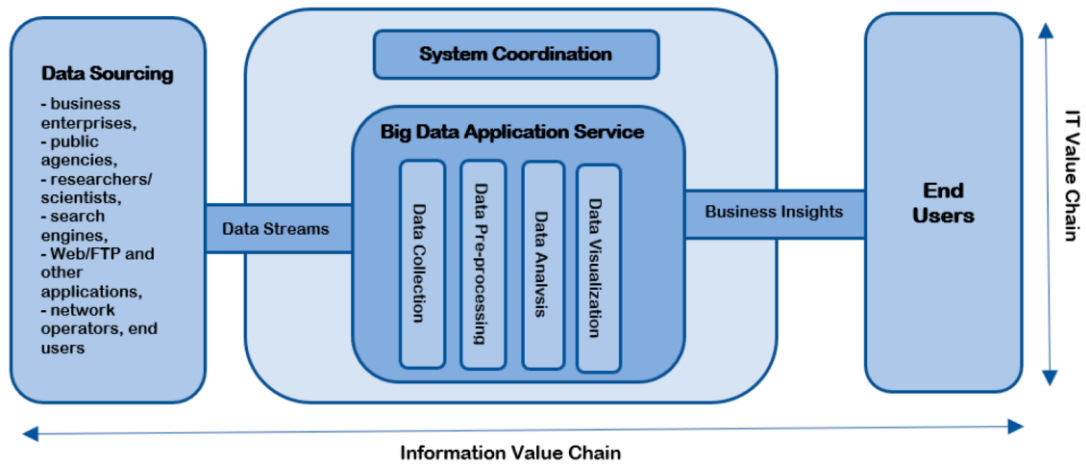 Data Sourcing
- business
enterprises,
- public
agencies,
- researchers/
scientists,
- search
engines,
- Web/FTP and
other
applications,
- network
operators, end
users
Data Streams
System Coordination
Big Data Application Service
Data Collection
Data Pre-processing
Data Analysis
Data Visualization
Business Insights
End
Users
IT Value Chain
Information Value Chain